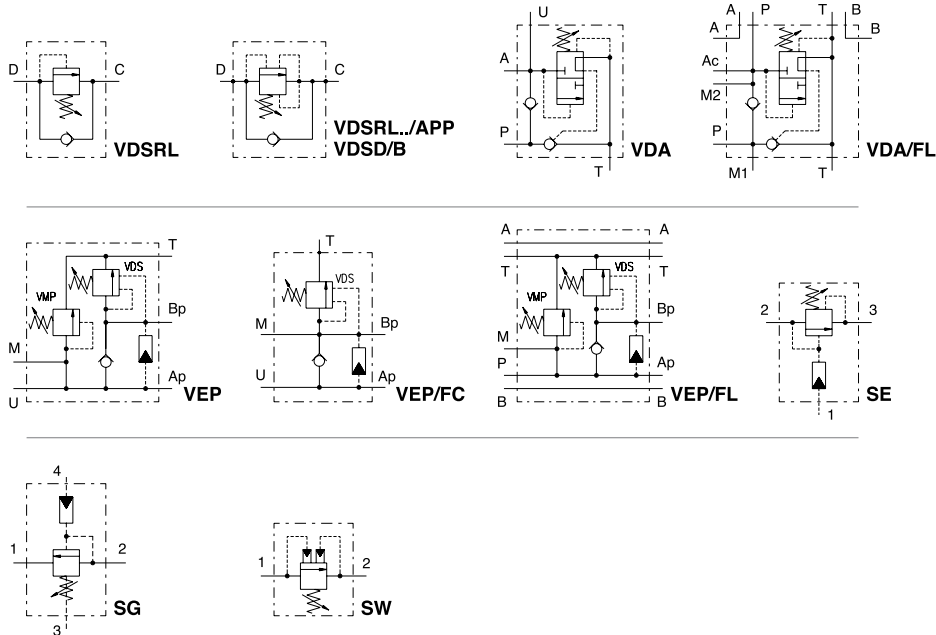 U
A P T B
D C
D C
A
A B
Ac
M2
P
P
VDSRL
VDSRL../APP
VDSD/B
VDA
VDA/FL
T
M1 T
T
VDS
VMP
Bp
M
Ap
U
VEP
T
VDS
M Bp
U Ap
VEP/FC
A A
T T
VDS
VMP
Bp
M
P Ap
B B
VEP/FL
2 3
SE
1
4
1 2
SG
3
1 2
SW